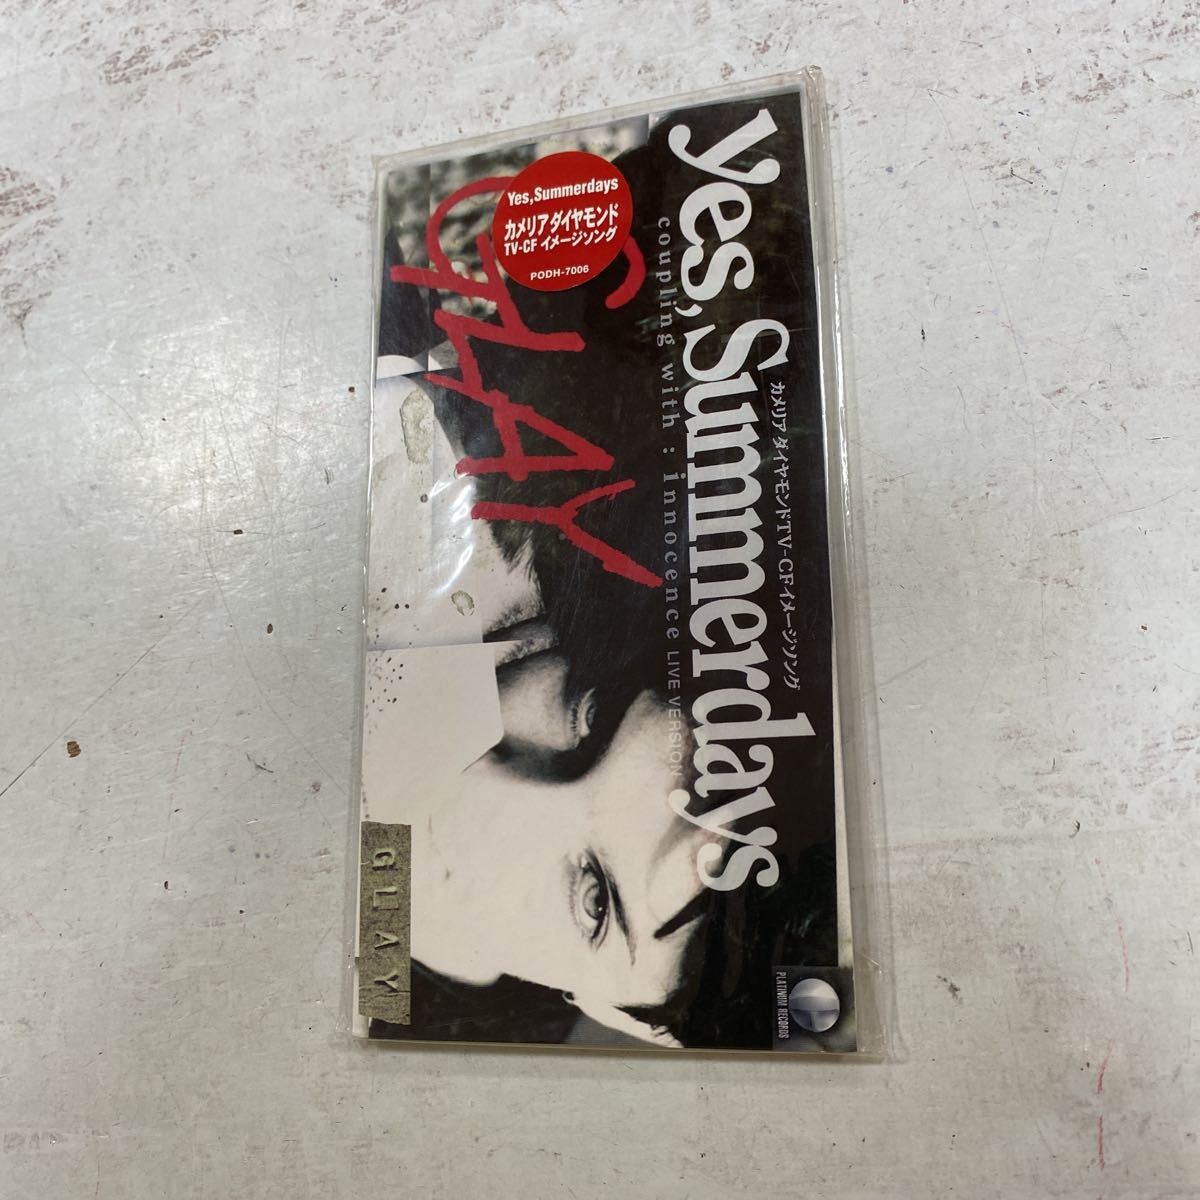 Yes,Summerdays
カメリア ダイヤモンド
TV-CF イメージソング
PODH-7006
GLAY
yes,Summerdays
カメリア ダイヤモンドTV-CFイメージソング
coupling with : innocence LIVE VERSION
GLAY
PLATINUM RECORDS